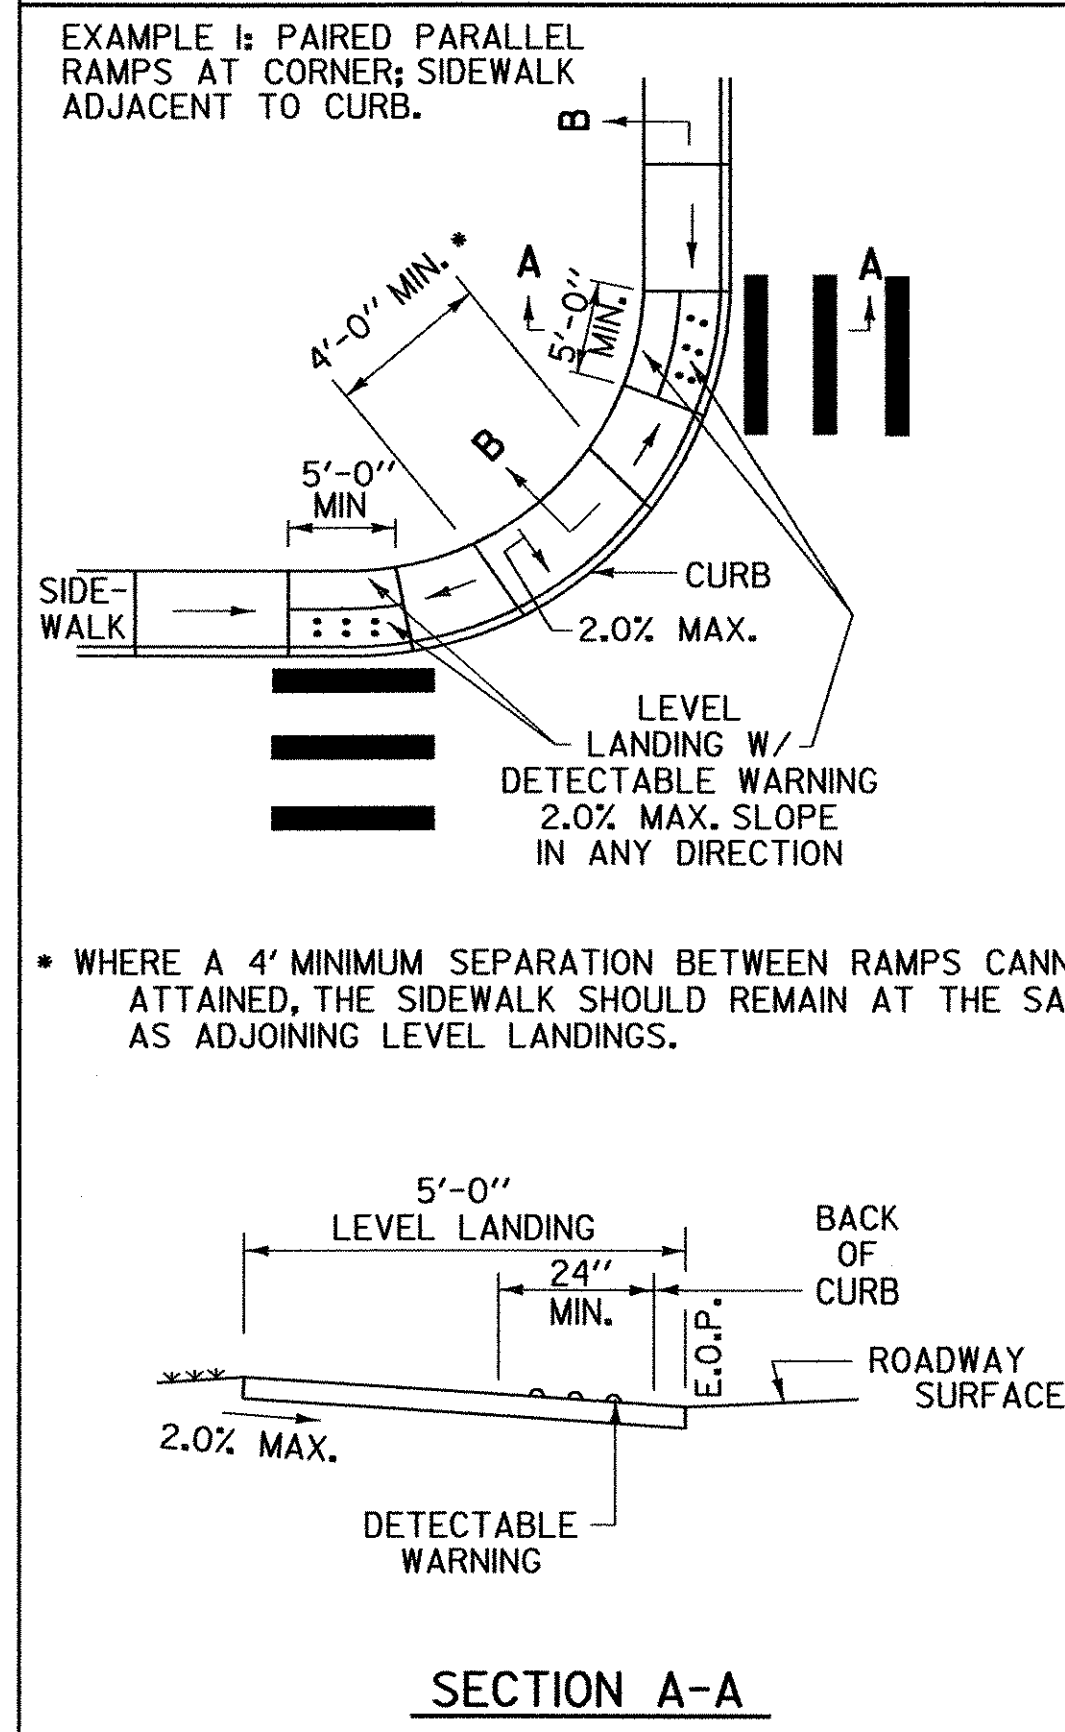 EXAMPLE 1: PAIRED PARALLEL
RAMPS AT CORNER; SIDEWALK
ADJACENT TO CURB.
B
A
A
4'-0" MIN. *
5'-0"
MIN.
B
5'-0"
MIN
SIDE-
WALK
CURB
2.0% MAX.
LEVEL
LANDING W/
DETECTABLE WARNING
2.0% MAX. SLOPE
IN ANY DIRECTION
* WHERE A 4' MINIMUM SEPARATION BETWEEN RAMPS CANN
ATTAINED, THE SIDEWALK SHOULD REMAIN AT THE SA
AS ADJOINING LEVEL LANDINGS.
5'-0"
LEVEL LANDING
24"
MIN.
BACK
OF
CURB
E.O.P.
ROADWAY
SURFACE
2.0% MAX.
DETECTABLE
WARNING
SECTION A-A